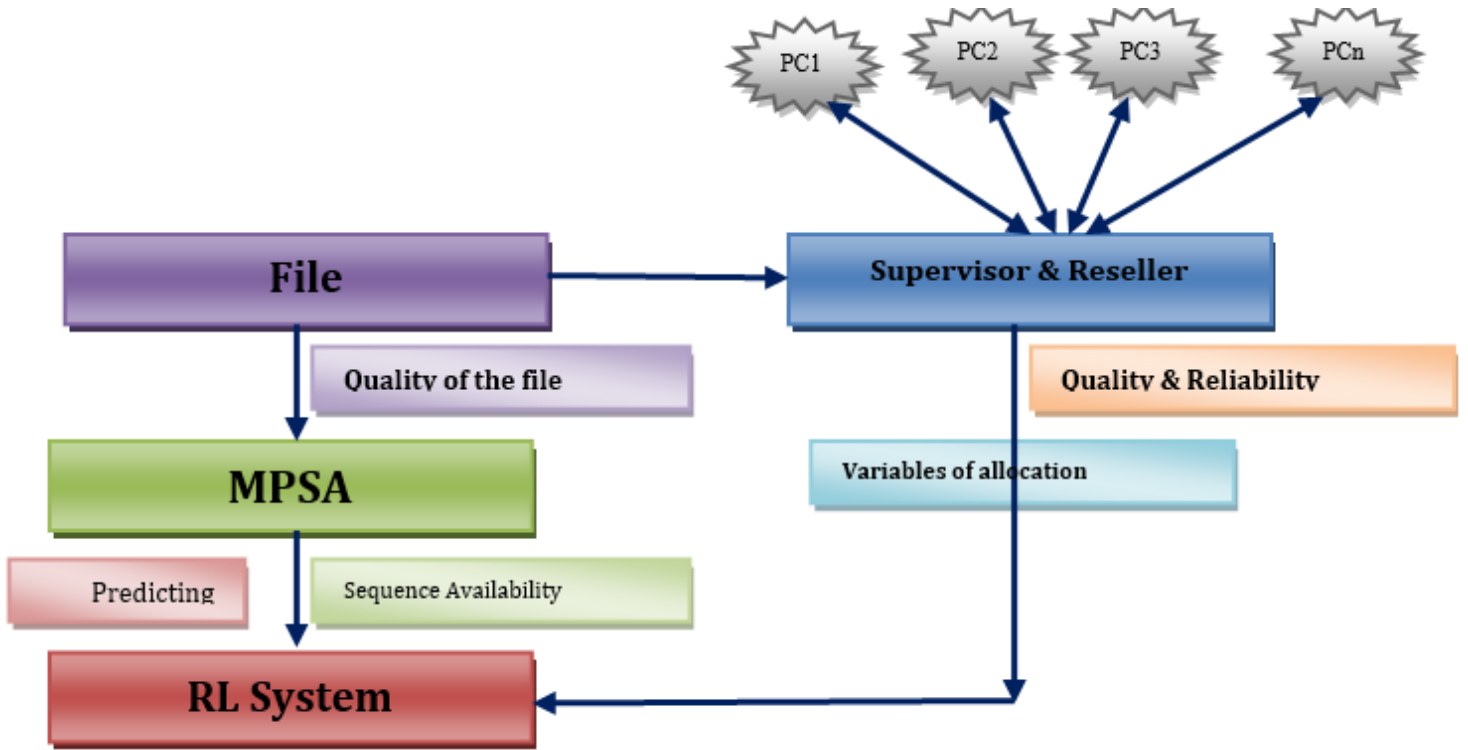 PC1
PC2
PC3
PCn
File
Supervisor & Reseller
Quality of the file
Quality & Reliability
MPSA
Variables of allocation
Predicting
Sequence Availability
RL System